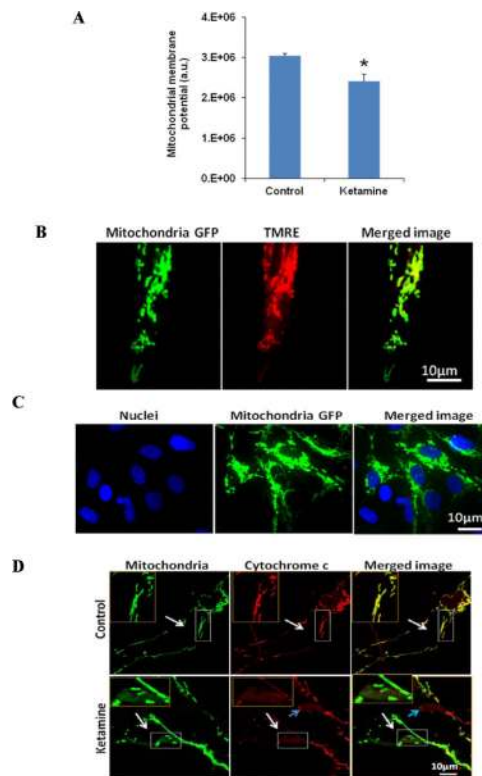 A
Mitochondrial membrane
potential (a.u.)
4.E+06
3.E+06
2.E+06
1.E+06
0.E+00
*
Control
Ketamine
B
Mitochondria GFP
TMRE
Merged image
10μm
C
Nuclei
Mitochondria GFP
Merged image
10μm
D
Mitochondria
Cytochrome c
Merged image
Control
Ketamine
10μm